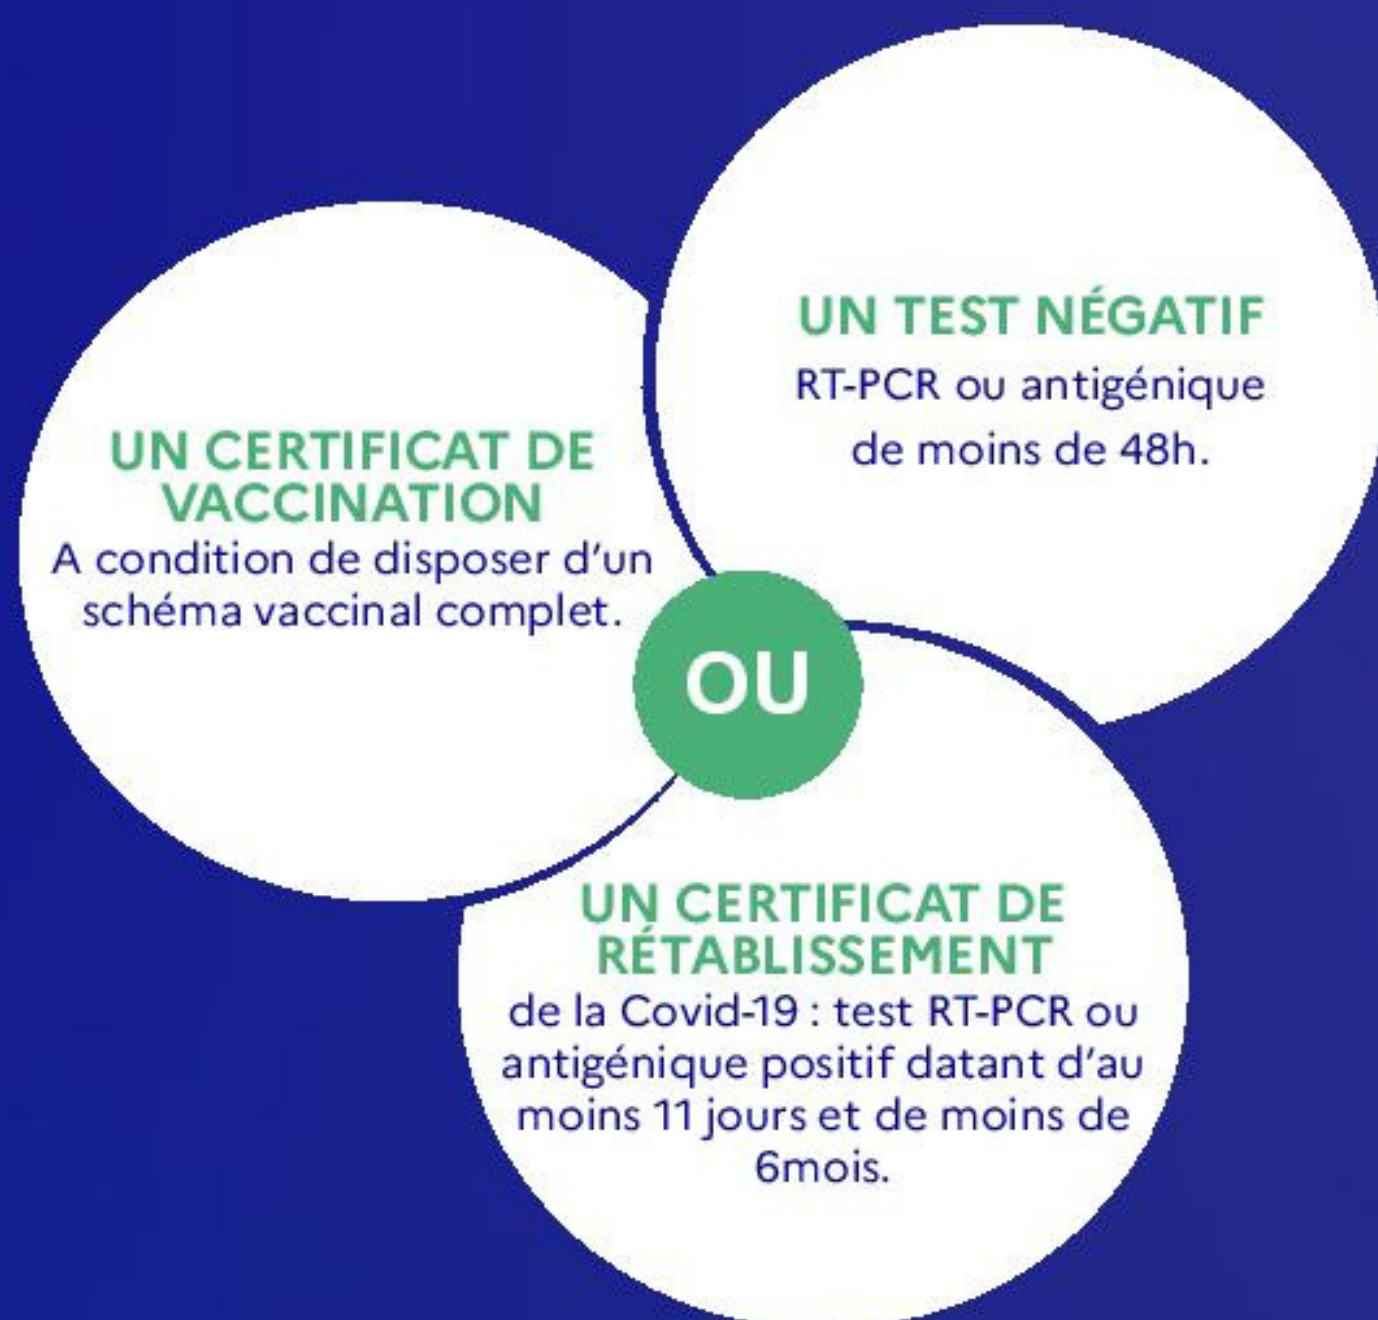 UN CERTIFICAT DE
VACCINATION
A condition de disposer d'un
schéma vaccinal complet.
UN TEST NÉGATIF
RT-PCR ou antigénique
de moins de 48h.
OU
UN CERTIFICAT DE
RÉTABLISSEMENT
de la Covid-19 : test RT-PCR ou
antigénique positif datant d'au
moins 11 jours et de moins de
6mois.